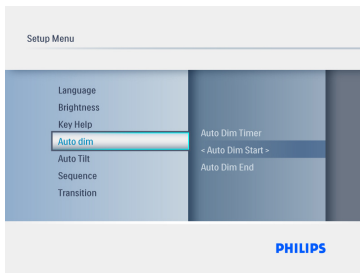 Setup Menu
Language
Brightness
Key Help
Auto dim
Auto Tilt
Sequence
Transition
Auto Dim Timer
< Auto Dim Start >
Auto Dim End
PHILIPS